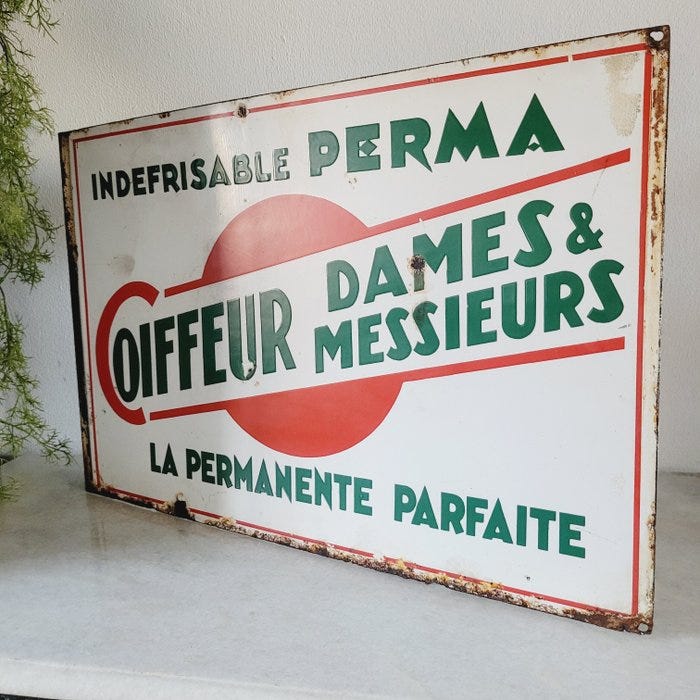 INDEFRISABLE PERMA
COIFFEUR DAMES &
MESSIEURS
LA PERMANENTE PARFAITE